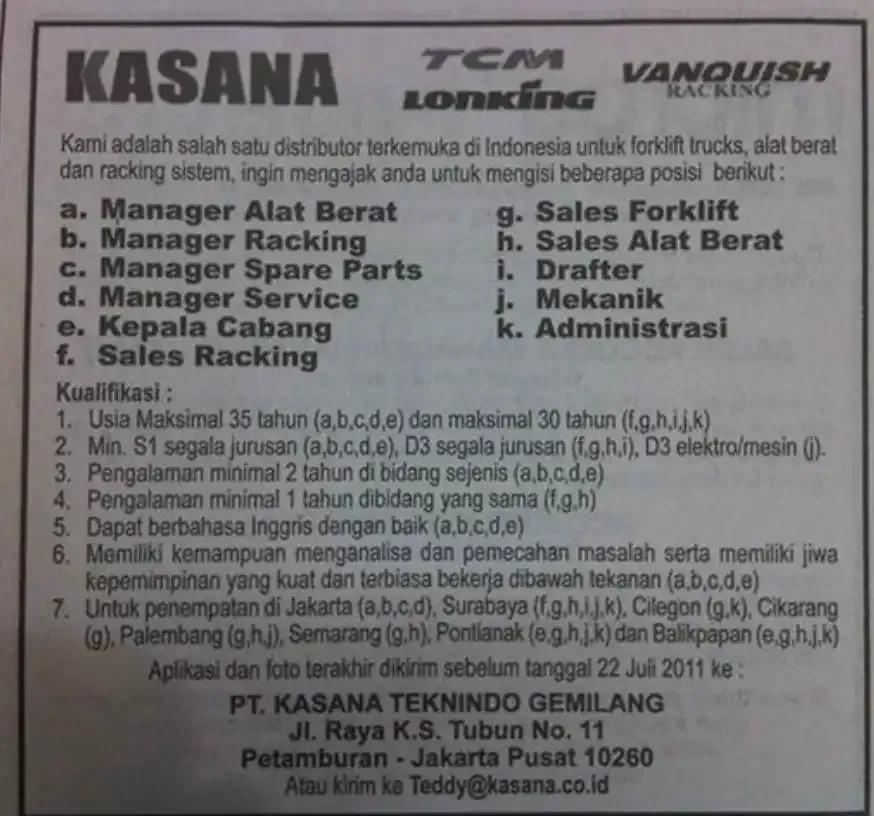 KASANA
TCM
LONKING
VANQUISH
RACKING
Kami adalah salah satu distributor terkemuka di Indonesia untuk forklift trucks, alat berat
dan racking sistem, ingin mengajak anda untuk mengisi beberapa posisi berikut :
a. Manager Alat Berat
b. Manager Racking
c. Manager Spare Parts
d. Manager Service
e. Kepala Cabang
f. Sales Racking
g. Sales Forklift
h. Sales Alat Berat
i. Drafter
j. Mekanik
k. Administrasi
Kualifikasi :
1. Usia Maksimal 35 tahun (a,b,c,d,e) dan maksimal 30 tahun (f,g,h,i,j,k)
2. Min. S1 segala jurusan (a,b,c,d,e), D3 segala jurusan (f,g,h,i), D3 elektro/mesin (j).
3. Pengalaman minimal 2 tahun di bidang sejenis (a,b,c,d,e)
4. Pengalaman minimal 1 tahun dibidang yang sama (f,g,h)
5. Dapat berbahasa Inggris dengan baik (a,b,c,d,e)
6. Memiliki kemampuan menganalisa dan pemecahan masalah serta memiliki jiwa
kepemimpinan yang kuat dan terbiasa bekerja dibawah tekanan (a,b,c,d,e)
7. Untuk penempatan di Jakarta (a,b,c,d), Surabaya (f,g,h,i,j,k), Cilegon (g,k), Cikarang
(g), Palembang (g,h,j), Semarang (g,h), Pontianak (e,g,h,j,k) dan Balikpapan (e,g,h,j,k)
Aplikasi dan foto terakhir dikirim sebelum tanggal 22 Juli 2011 ke :
PT. KASANA TEKNINDO GEMILANG
Jl. Raya K.S. Tubun No. 11
Petamburan - Jakarta Pusat 10260
Atau kirim ke Teddy@kasana.co.id